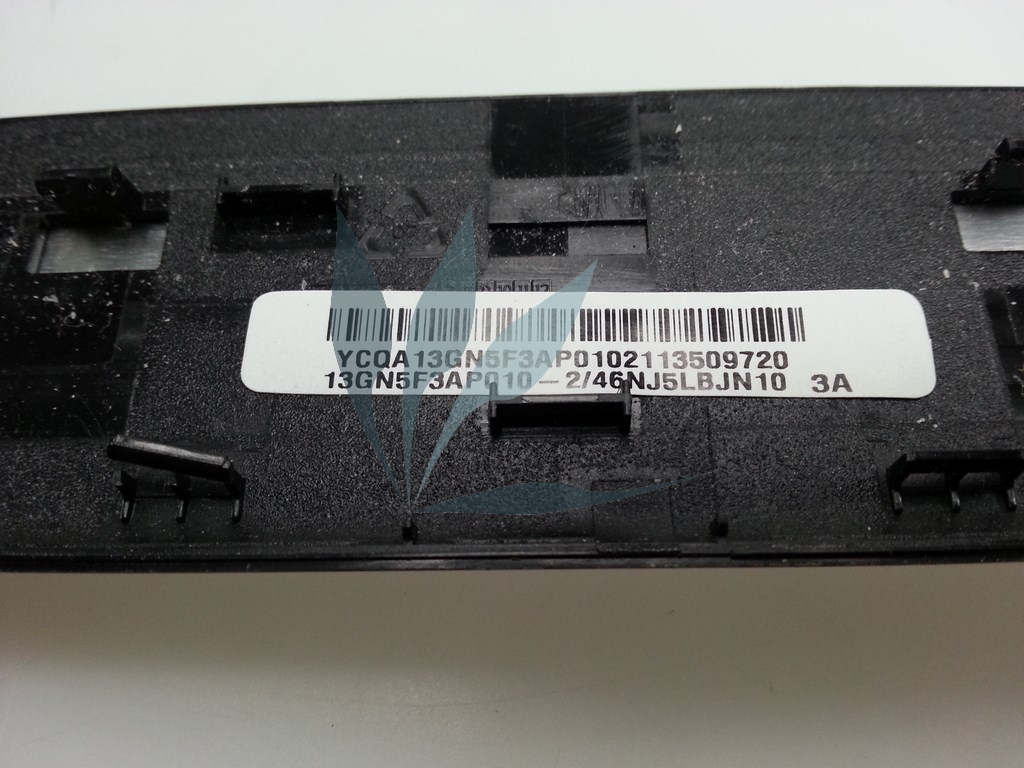 YCQA13GN5F3AP0102113509720
13GN5F3AP010-2/46NJ5LBJN10 3A